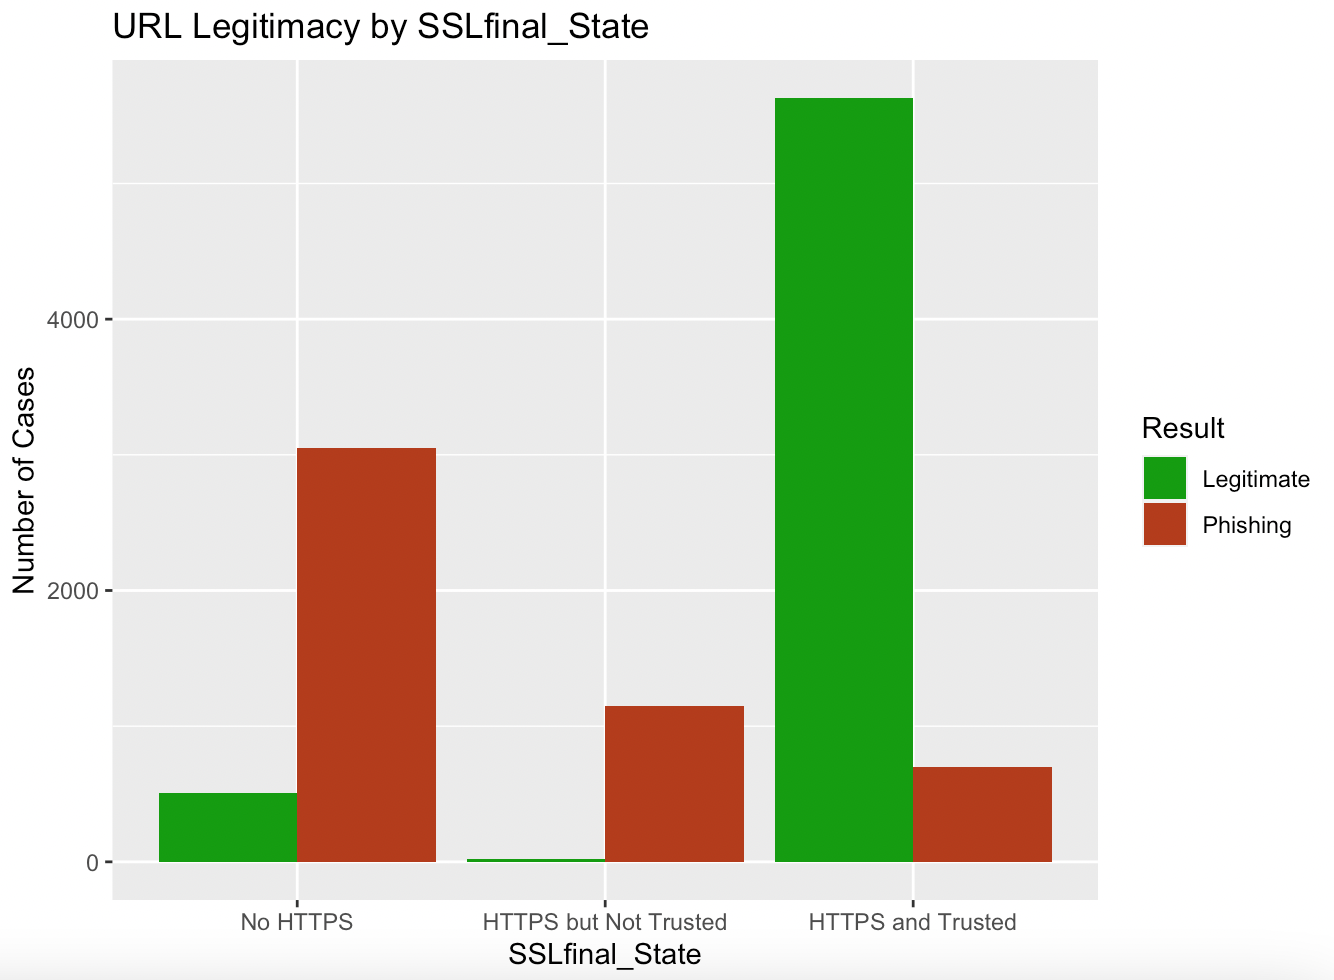 URL Legitimacy by SSLfinal_State
Number of Cases
4000
2000
0
No HTTPS
HTTPS but Not Trusted
HTTPS and Trusted
SSLfinal_State
Result
Legitimate
Phishing